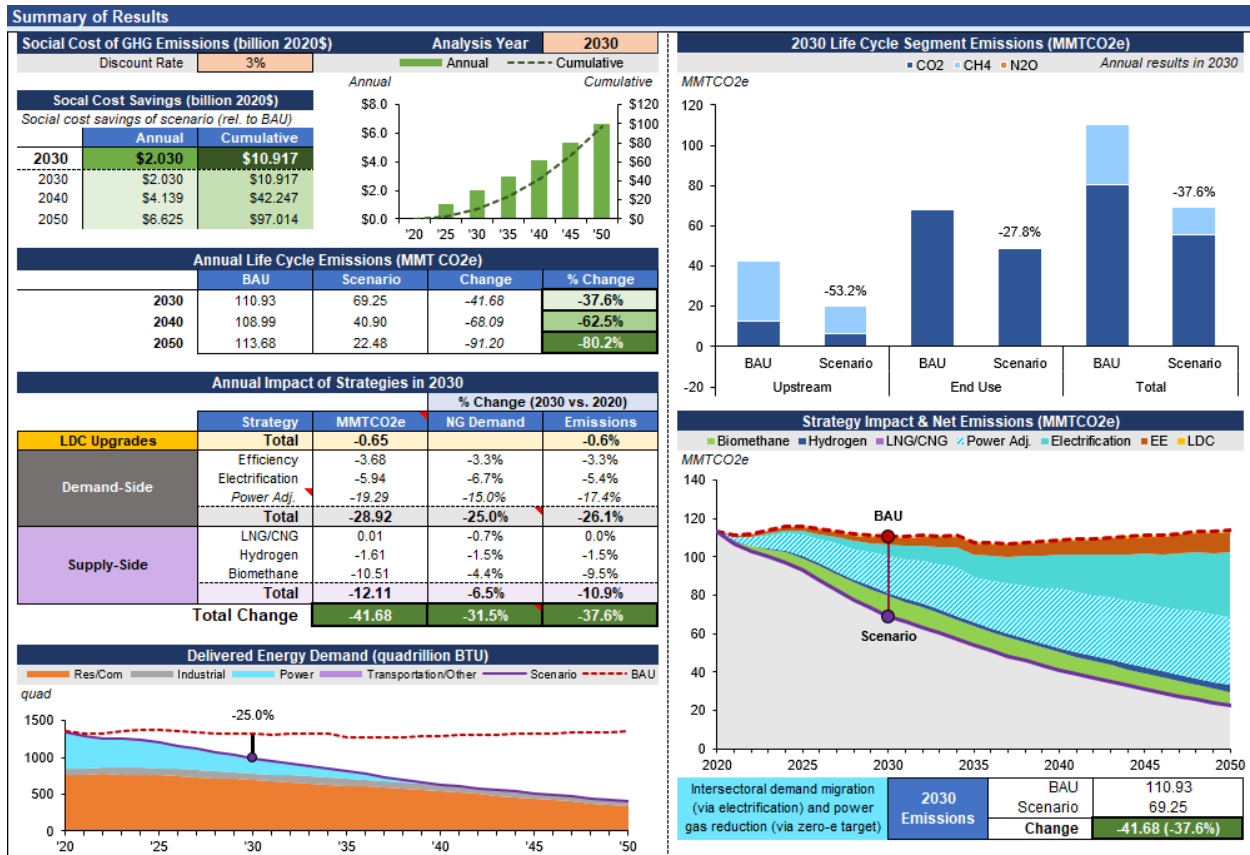 Summary of Results
Social Cost of GHG Emissions (billion 2020$) Analysis Year 2030
Discount Rate 3%
Annual Cumulative
Annual Cumulative
$8.0 $120
$100
$6.0 $80
$4.0 $60
$40
$2.0 $20
$0.0 $0
'20 '25 '30 '35 '40 '45 '50
Socal Cost Savings (billion 2020$)
Social cost savings of scenario (rel. to BAU)
Annual Cumulative
2030 $2.030 $10.917
2030 $2.030 $10.917
2040 $4.139 $42.247
2050 $6.625 $97.014
Annual Life Cycle Emissions (MMT CO2e)
BAU Scenario Change % Change
2030 110.93 69.25 -41.68 -37.6%
2040 108.99 40.90 -68.09 -62.5%
2050 113.68 22.48 -91.20 -80.2%
Annual Impact of Strategies in 2030
% Change (2030 vs. 2020)
Strategy MMTCO2e NG Demand Emissions
LDC Upgrades Total -0.65 -0.6%
Demand-Side
Efficiency -3.68 -3.3% -3.3%
Electrification -5.94 -6.7% -5.4%
Power Adj. -19.29 -15.0% -17.4%
Total -28.92 -25.0% -26.1%
Supply-Side
LNG/CNG 0.01 -0.7% 0.0%
Hydrogen -1.61 -1.5% -1.5%
Biomethane -10.51 -4.4% -9.5%
Total -12.11 -6.5% -10.9%
Total Change -41.68 -31.5% -37.6%
Delivered Energy Demand (quadrillion BTU)
Res/Com Industrial Power Transportation/Other Scenario BAU
quad
1500
1000
500
0
-25.0%
'20 '25 '30 '35 '40 '45 '50
2030 Life Cycle Segment Emissions (MMTCO2e)
CO2 CH4 N2O Annual results in 2030
MMTCO2e
120
100
80
60
40
20
0
-20
-53.2%
-27.8%
-37.6%
BAU Scenario BAU Scenario BAU Scenario
Upstream End Use Total
Strategy Impact & Net Emissions (MMTCO2e)
Biomethane Hydrogen LNG/CNG Power Adj. Electrification EE LDC
MMTCO2e
140
120
100
80
60
40
20
0
BAU
Scenario
2020 2025 2030 2035 2040 2045 2050
Intersectoral demand migration
(via electrification) and power
gas reduction (via zero-e target)
2030
Emissions
BAU 110.93
Scenario 69.25
Change -41.68 (-37.6%)